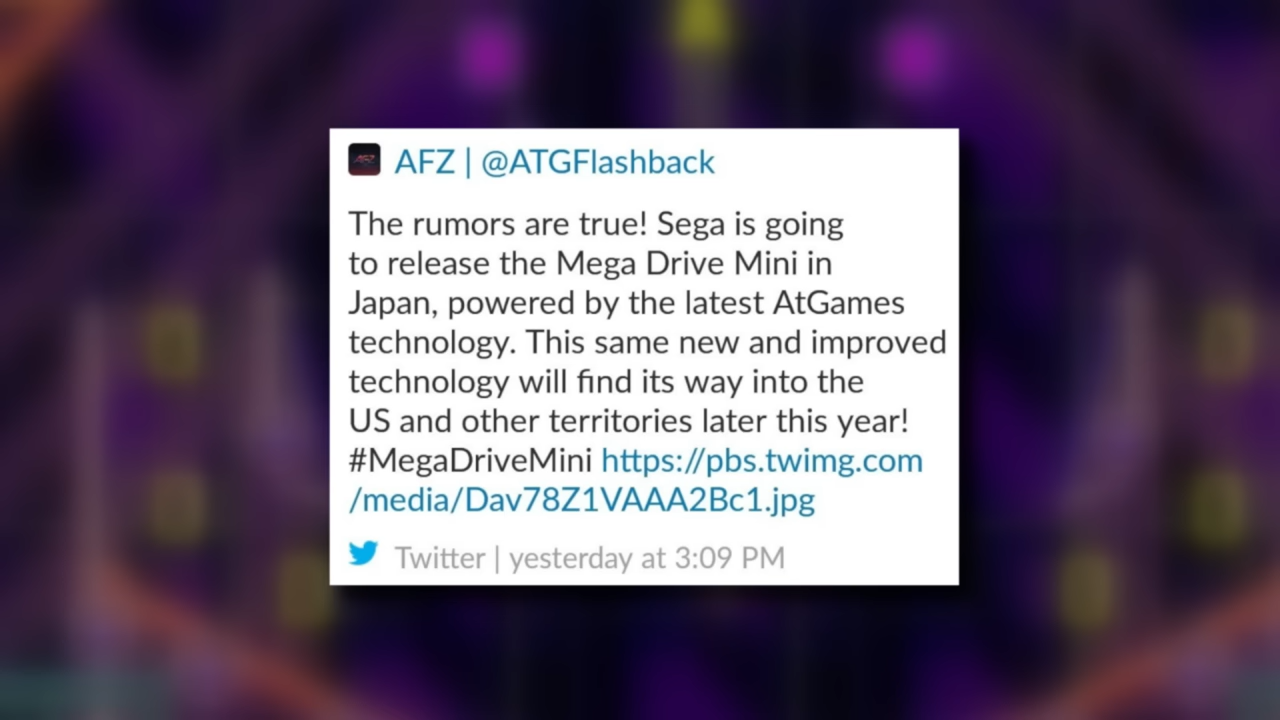 AFZ | @ATGFlashback
The rumors are true! Sega is going
to release the Mega Drive Mini in
Japan, powered by the latest AtGames
technology. This same new and improved
technology will find its way into the
US and other territories later this year!
#MegaDriveMini https://pbs.twimg.com
/media/Dav78Z1VAAA2Bc1.jpg
Twitter | yesterday at 3:09 PM